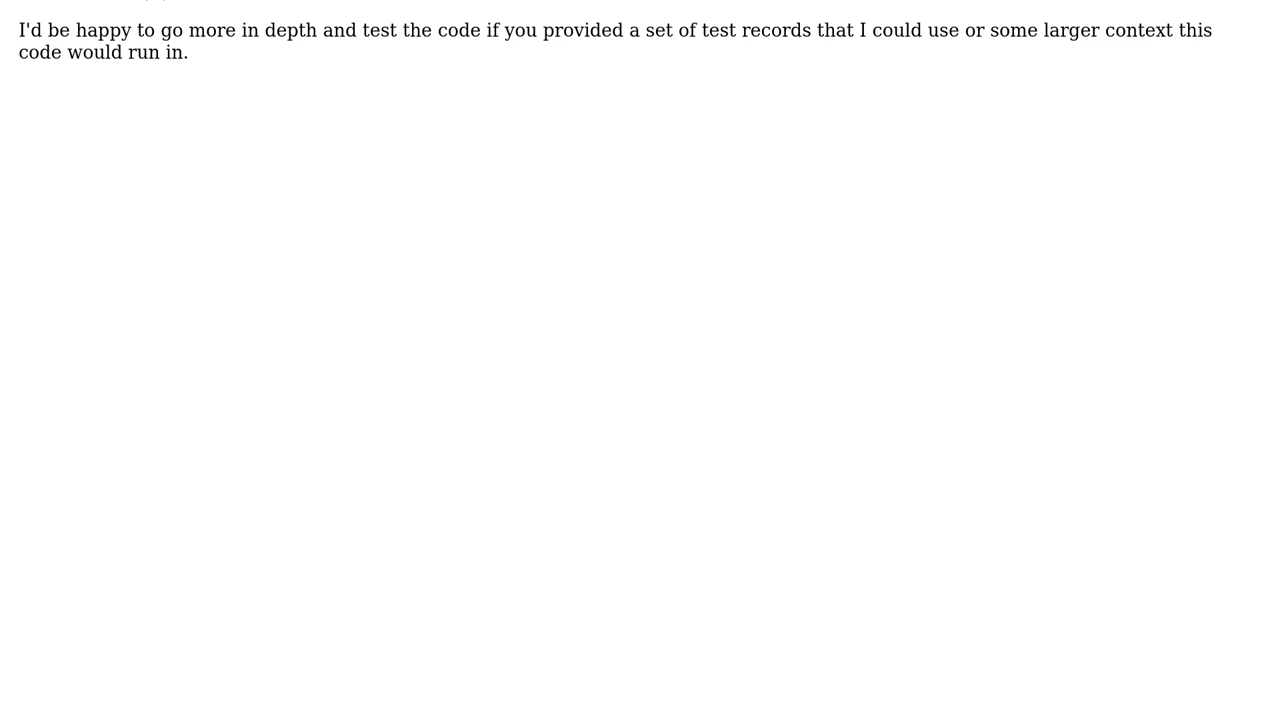 I'd be happy to go more in depth and test the code if you provided a set of test records that I could use or some larger context this
code would run in.